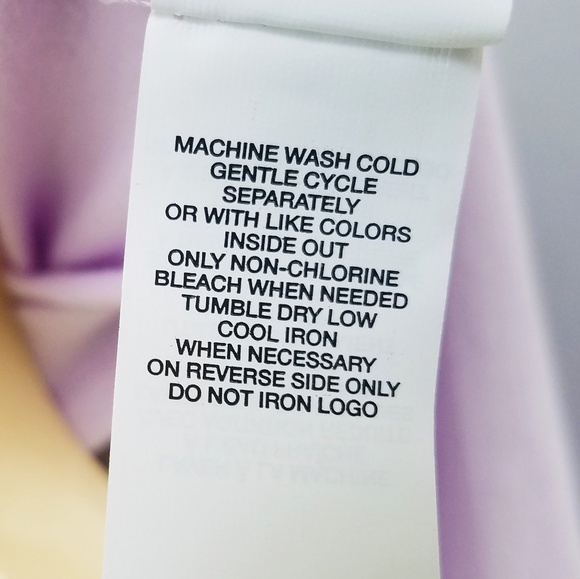 MACHINE WASH COLD
GENTLE CYCLE
SEPARATELY
OR WITH LIKE COLORS
INSIDE OUT
ONLY NON-CHLORINE
BLEACH WHEN NEEDED
TUMBLE DRY LOW
COOL IRON
WHEN NECESSARY
ON REVERSE SIDE ONLY
DO NOT IRON LOGO